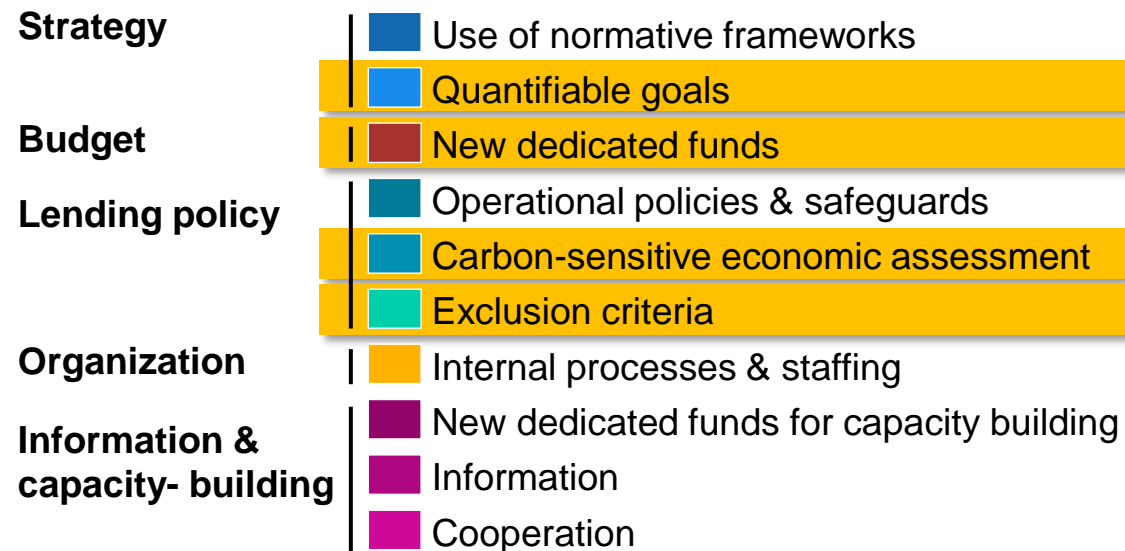 Strategy
Use of normative frameworks
Quantifiable goals
Budget
New dedicated funds
Lending policy
Operational policies & safeguards
Carbon-sensitive economic assessment
Exclusion criteria
Organization
Internal processes & staffing
Information &
capacity- building
New dedicated funds for capacity building
Information
Cooperation